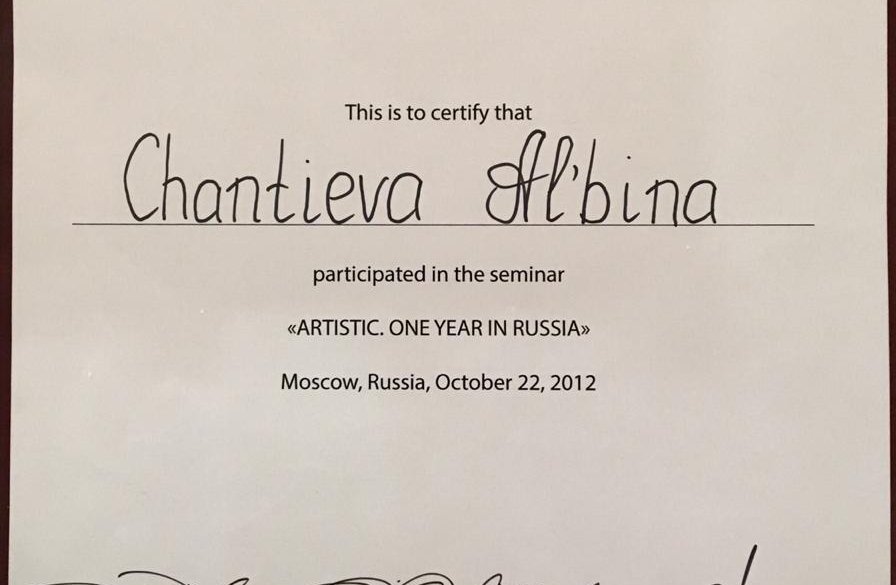 This is to certify that
Chantieva Al'bina
participated in the seminar
«ARTISTIC. ONE YEAR IN RUSSIA»
Moscow, Russia, October 22, 2012